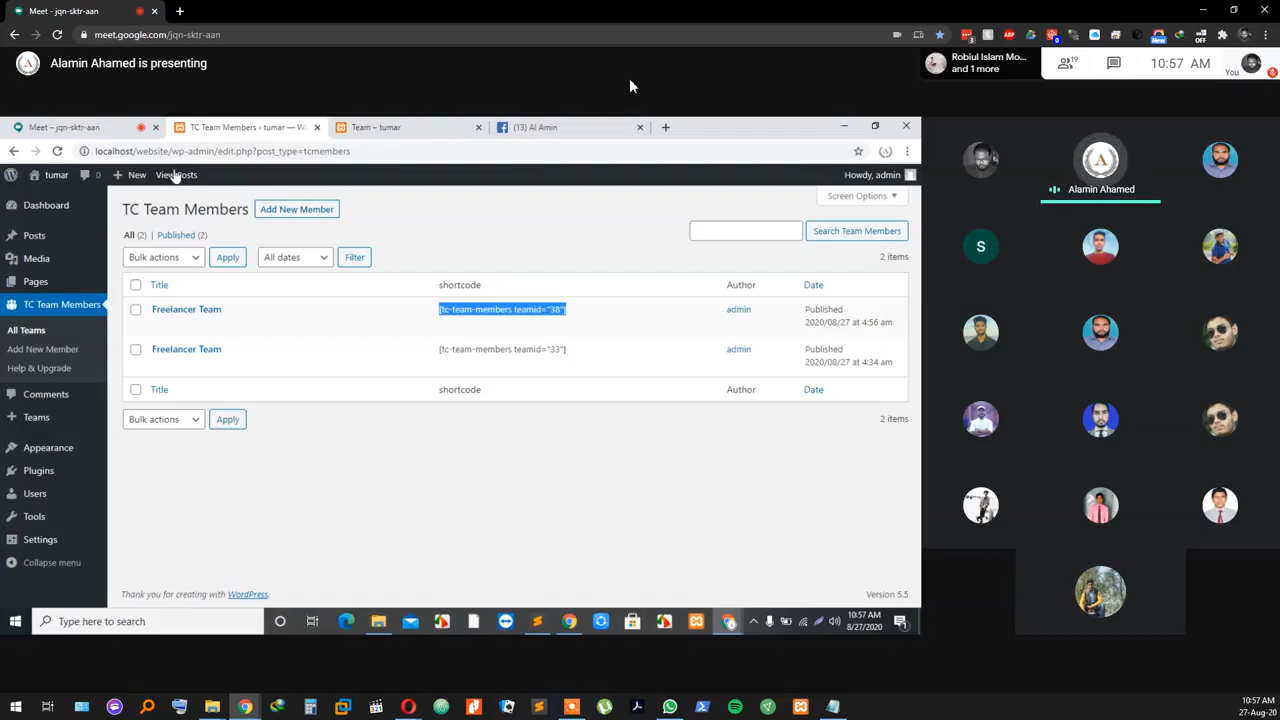 Meet - jqn-sktr-aan
meet.google.com/jqn-sktr-aan
Alamin Ahamed is presenting
Robiul Islam Mo...
and 1 more
19
10:57 AM
You
Meet – jqn-sktr-aan
TC Team Members ‹ tumar — W
Team – tumar
(13) Al Amin
localhost/website/wp-admin/edit.php?post_type=tcmembers
tumar
0
New
View Posts
Howdy, admin
Dashboard
Posts
Media
Pages
TC Team Members
All Teams
Add New Member
Help & Upgrade
Comments
Teams
Appearance
Plugins
Users
Tools
Settings
Collapse menu
TC Team Members
Add New Member
Screen Options
All (2) | Published (2)
Search Team Members
Bulk actions
Apply
All dates
Filter
2 items
Title
shortcode
Author
Date
Freelancer Team
[tc-team-members teamid="38"]
admin
Published
2020/08/27 at 4:56 am
Freelancer Team
[tc-team-members teamid="33"]
admin
Published
2020/08/27 at 4:34 am
Title
shortcode
Author
Date
Bulk actions
Apply
2 items
Thank you for creating with WordPress.
Version 5.5
Type here to search
10:57 AM
8/27/2020
Alamin Ahamed
S
10:57 AM
27-Aug-20